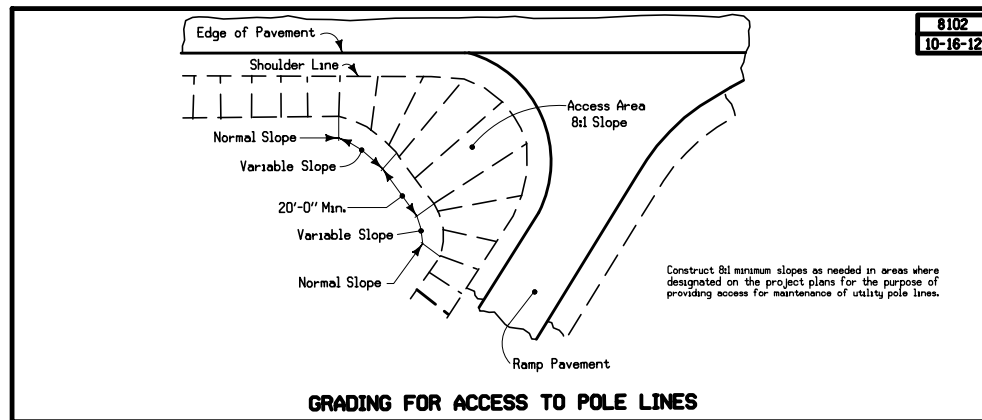 8102
10-16-12
Edge of Pavement
Shoulder Line
Access Area
8:1 Slope
Normal Slope
Variable Slope
20'-0" Min.
Variable Slope
Normal Slope
Construct 8:1 minimum slopes as needed in areas where
designated on the project plans for the purpose of
providing access for maintenance of utility pole lines.
Ramp Pavement
GRADING FOR ACCESS TO POLE LINES